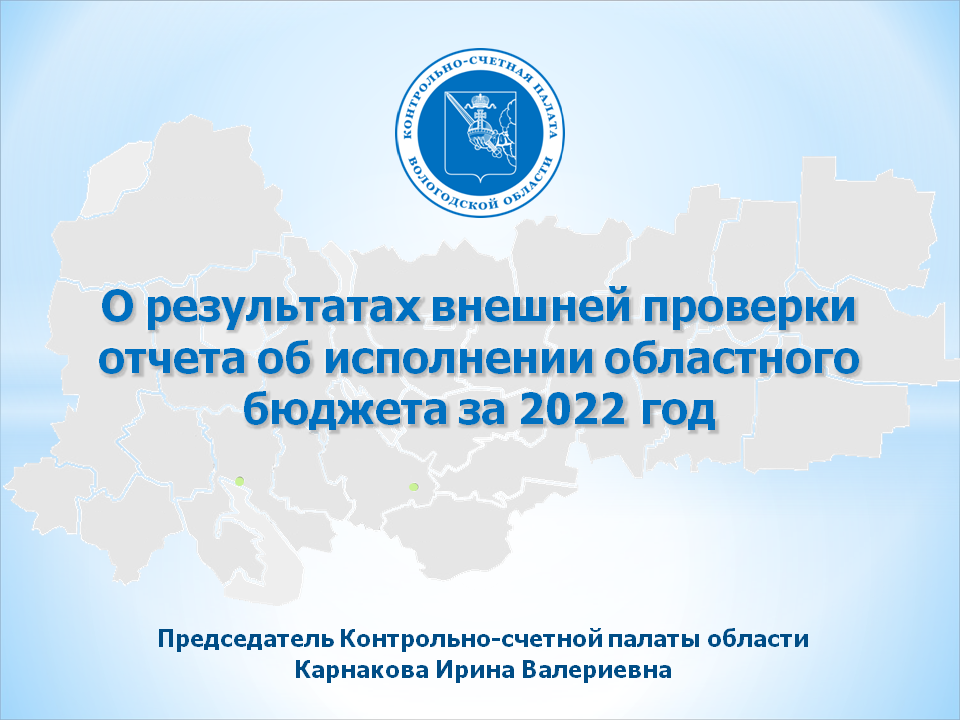 КОНТРОЛЬНО-СЧЕТНАЯ ПАЛАТА
ВОЛОГОДСКОЙ ОБЛАСТИ
О результатах внешней проверки
отчета об исполнении областного
бюджета за 2022 год
Председатель Контрольно-счетной палаты области
Карнакова Ирина Валериевна